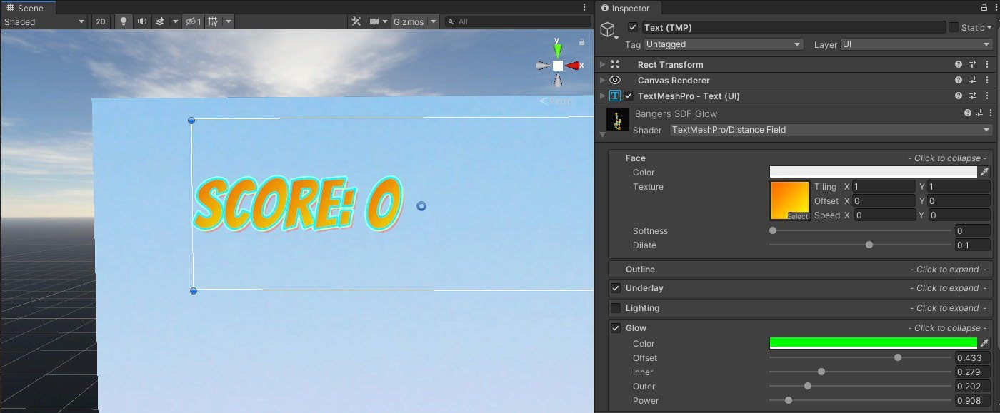 Scene
Shaded 2D 1 Gizmos All
y
x
Persp
SCORE: 0
Inspector
Text (TMP) Static
Tag Untagged Layer UI
Rect Transform
Canvas Renderer
TextMeshPro - Text (UI)
Bangers SDF Glow
Shader TextMeshPro/Distance Field
Face - Click to collapse -
Color
Texture Tiling X 1 Y 1
Offset X 0 Y 0
Select Speed X 0 Y 0
Softness 0
Dilate 0.1
Outline - Click to expand -
Underlay - Click to expand -
Lighting - Click to expand -
Glow - Click to collapse -
Color
Offset 0.433
Inner 0.279
Outer 0.202
Power 0.908